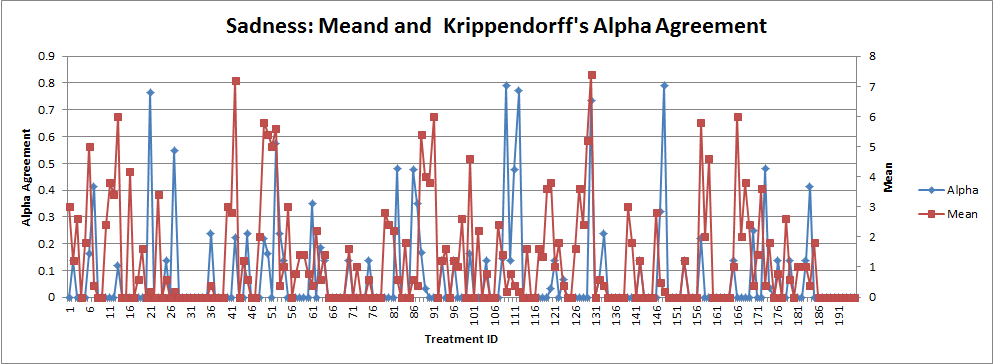 Sadness: Meand and  Krippendorff's Alpha Agreement
0.9
0.8
0.7
0.6
0.5
0.4
0.3
0.2
0.1
0
Alpha Agreement
8
7
6
5
4
3
2
1
0
Mean
Alpha
Mean
1 6 11 16 21 26 31 36 41 46 51 56 61 66 71 76 81 86 91 96 101 106 111 116 121 126 131 136 141 146 151 156 161 166 171 176 181 186 191
Treatment ID